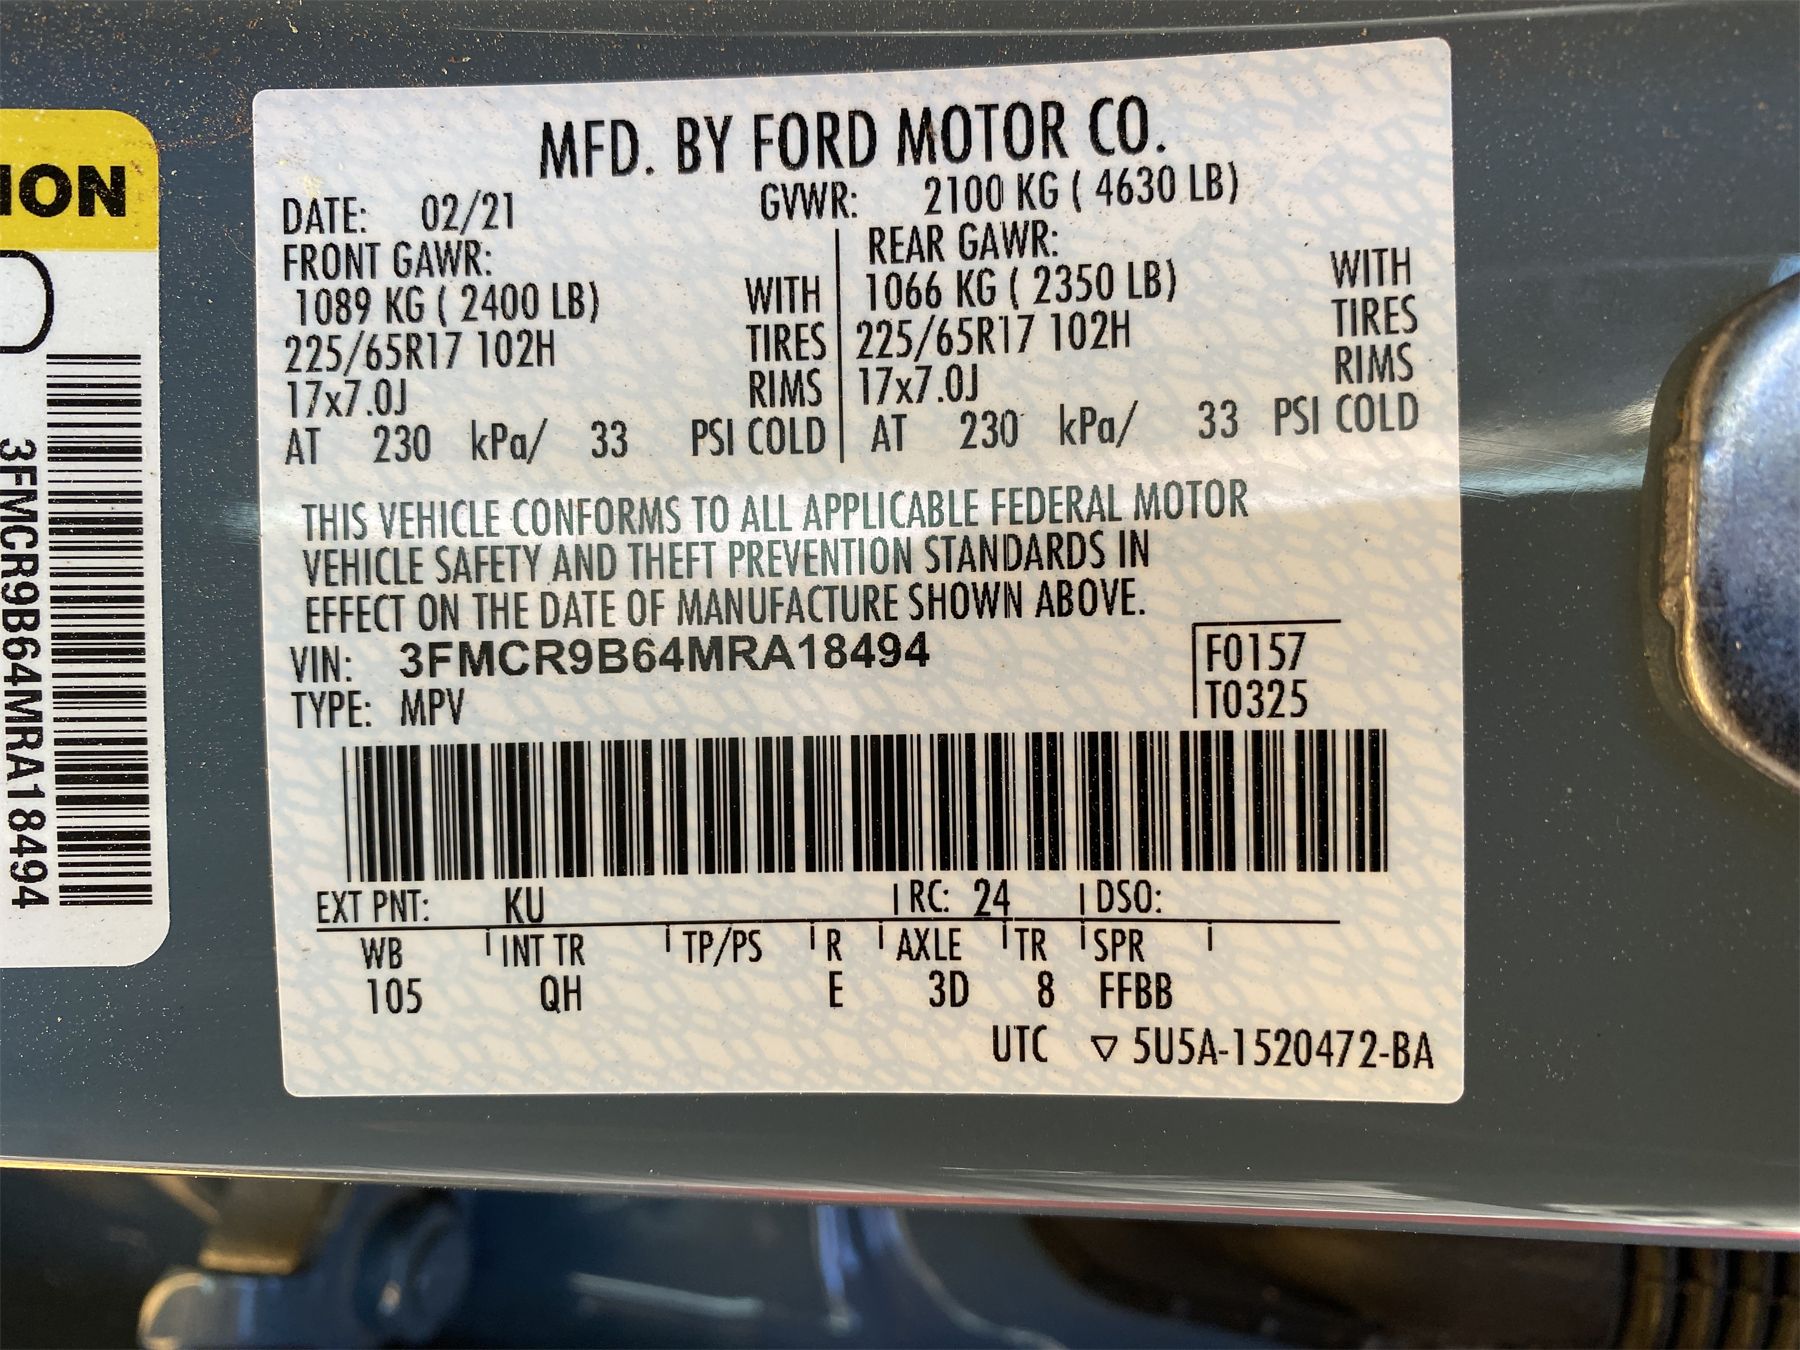 ION
3FMCR9B64MRA18494
MFD. BY FORD MOTOR CO.
DATE: 02/21 GVWR: 2100 KG ( 4630 LB)
FRONT GAWR: REAR GAWR:
1089 KG ( 2400 LB) WITH 1066 KG ( 2350 LB) WITH
225/65R17 102H TIRES 225/65R17 102H TIRES
17x7.0J RIMS 17x7.0J RIMS
AT 230 kPa/ 33 PSI COLD AT 230 kPa/ 33 PSI COLD
THIS VEHICLE CONFORMS TO ALL APPLICABLE FEDERAL MOTOR
VEHICLE SAFETY AND THEFT PREVENTION STANDARDS IN
EFFECT ON THE DATE OF MANUFACTURE SHOWN ABOVE.
VIN: 3FMCR9B64MRA18494 F0157
TYPE: MPV T0325
EXT PNT: KU RC: 24 DSO:
WB INT TR TP/PS R AXLE TR SPR
105 QH E 3D 8 FFBB
UTC ▽ 5U5A-1520472-BA